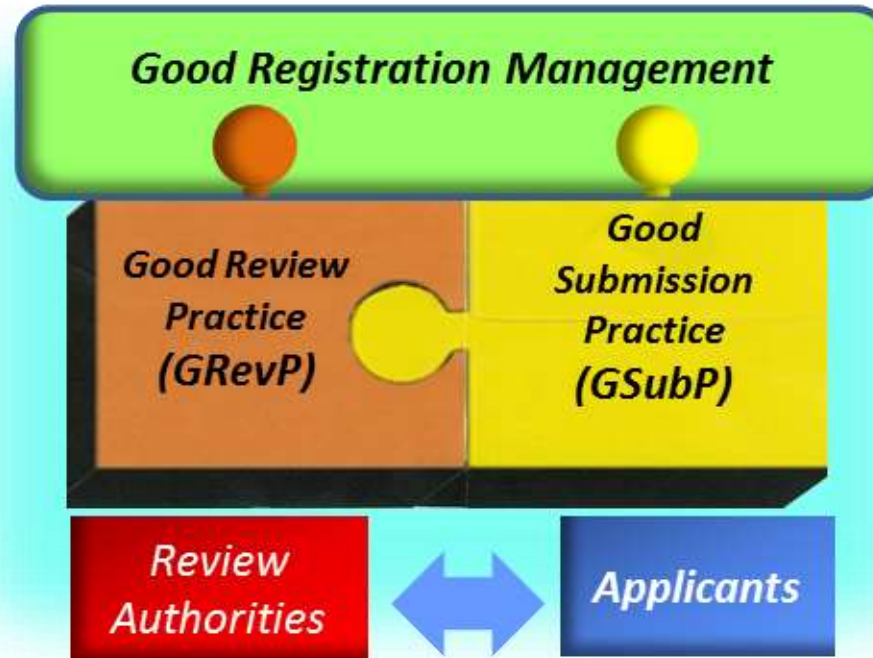 Good Registration Management
Good Review
Practice
(GRevP)
Good
Submission
Practice
(GSubP)
Review
Authorities
Applicants